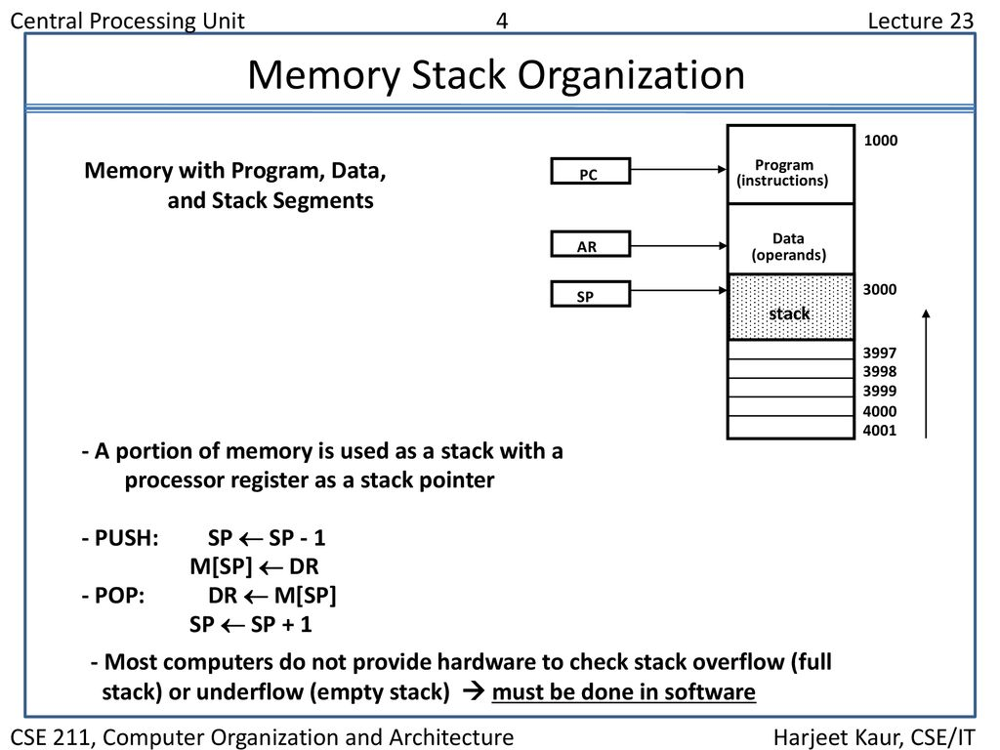 Central Processing Unit 4 Lecture 23
Memory Stack Organization
Memory with Program, Data,
and Stack Segments
PC
AR
SP
1000
Program
(instructions)
Data
(operands)
3000
stack
3997
3998
3999
4000
4001
- A portion of memory is used as a stack with a
processor register as a stack pointer
- PUSH: SP ← SP - 1
M[SP] ← DR
- POP: DR ← M[SP]
SP ← SP + 1
- Most computers do not provide hardware to check stack overflow (full
stack) or underflow (empty stack) → must be done in software
CSE 211, Computer Organization and Architecture Harjeet Kaur, CSE/IT